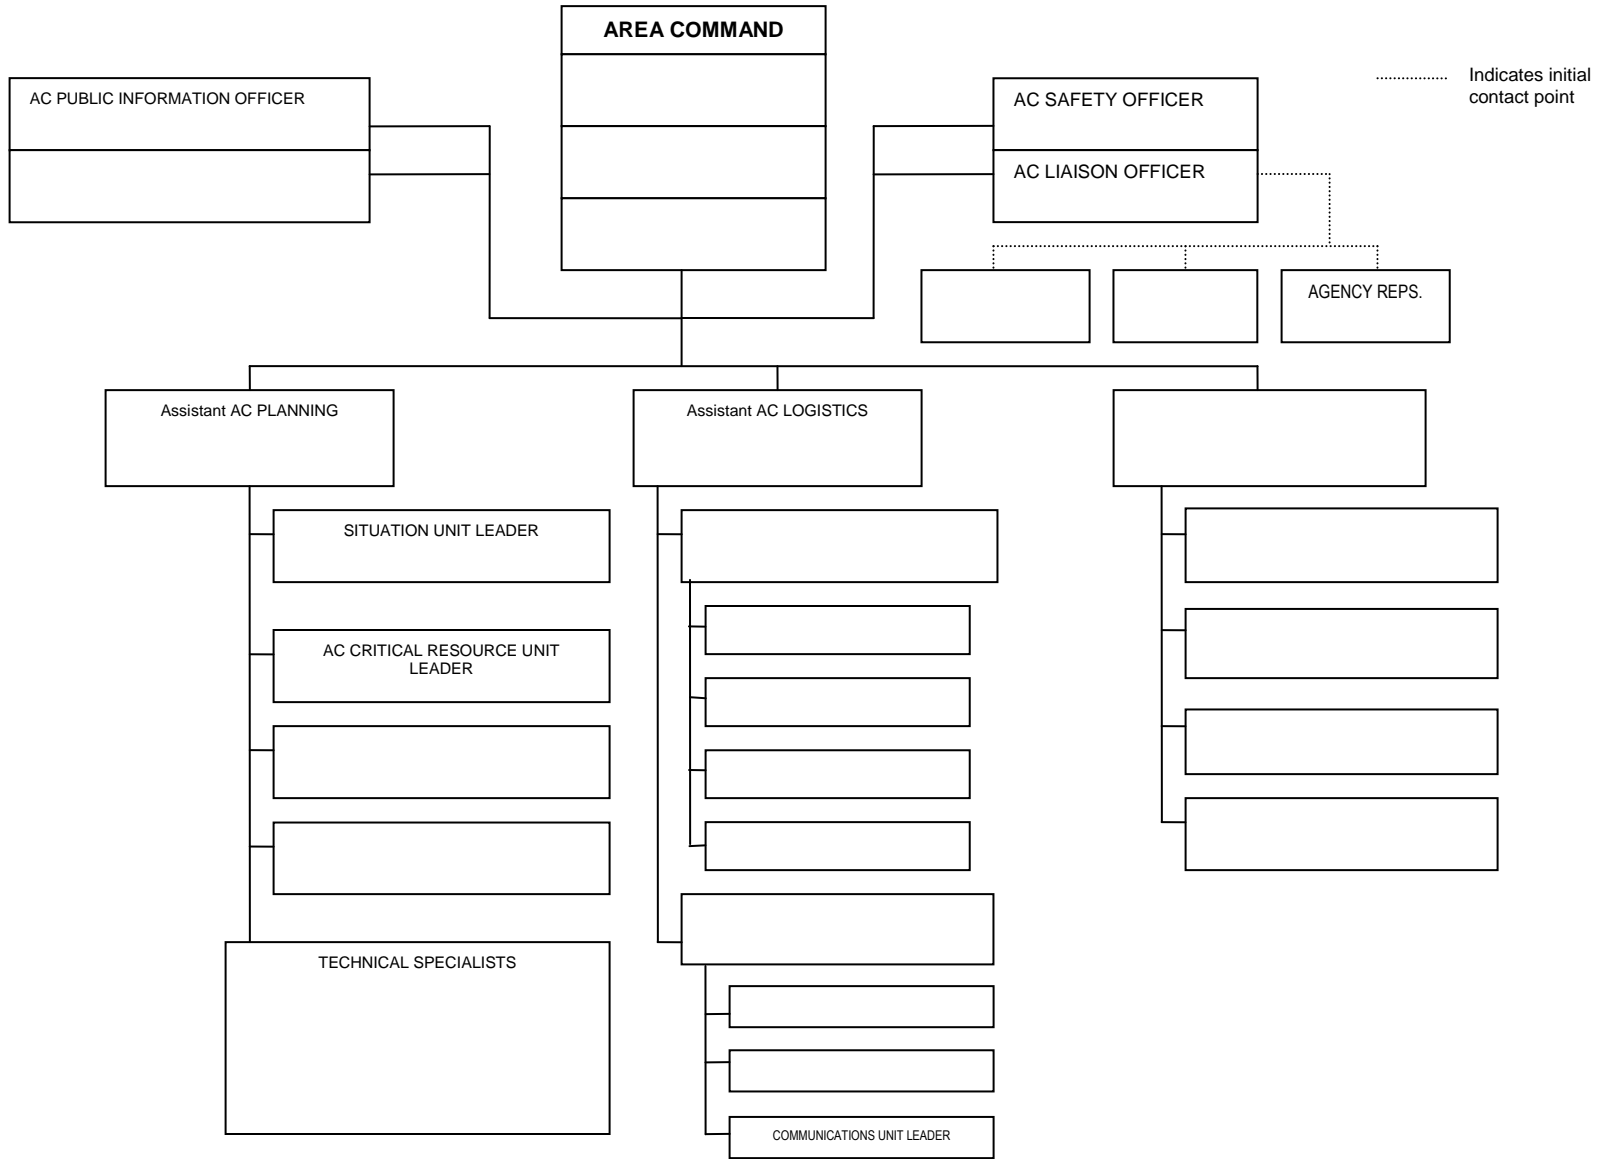 AREA COMMAND
AC PUBLIC INFORMATION OFFICER
AC SAFETY OFFICER
AC LIAISON OFFICER
Indicates initial
contact point
AGENCY REPS.
Assistant AC PLANNING
Assistant AC LOGISTICS
SITUATION UNIT LEADER
AC CRITICAL RESOURCE UNIT
LEADER
TECHNICAL SPECIALISTS
COMMUNICATIONS UNIT LEADER